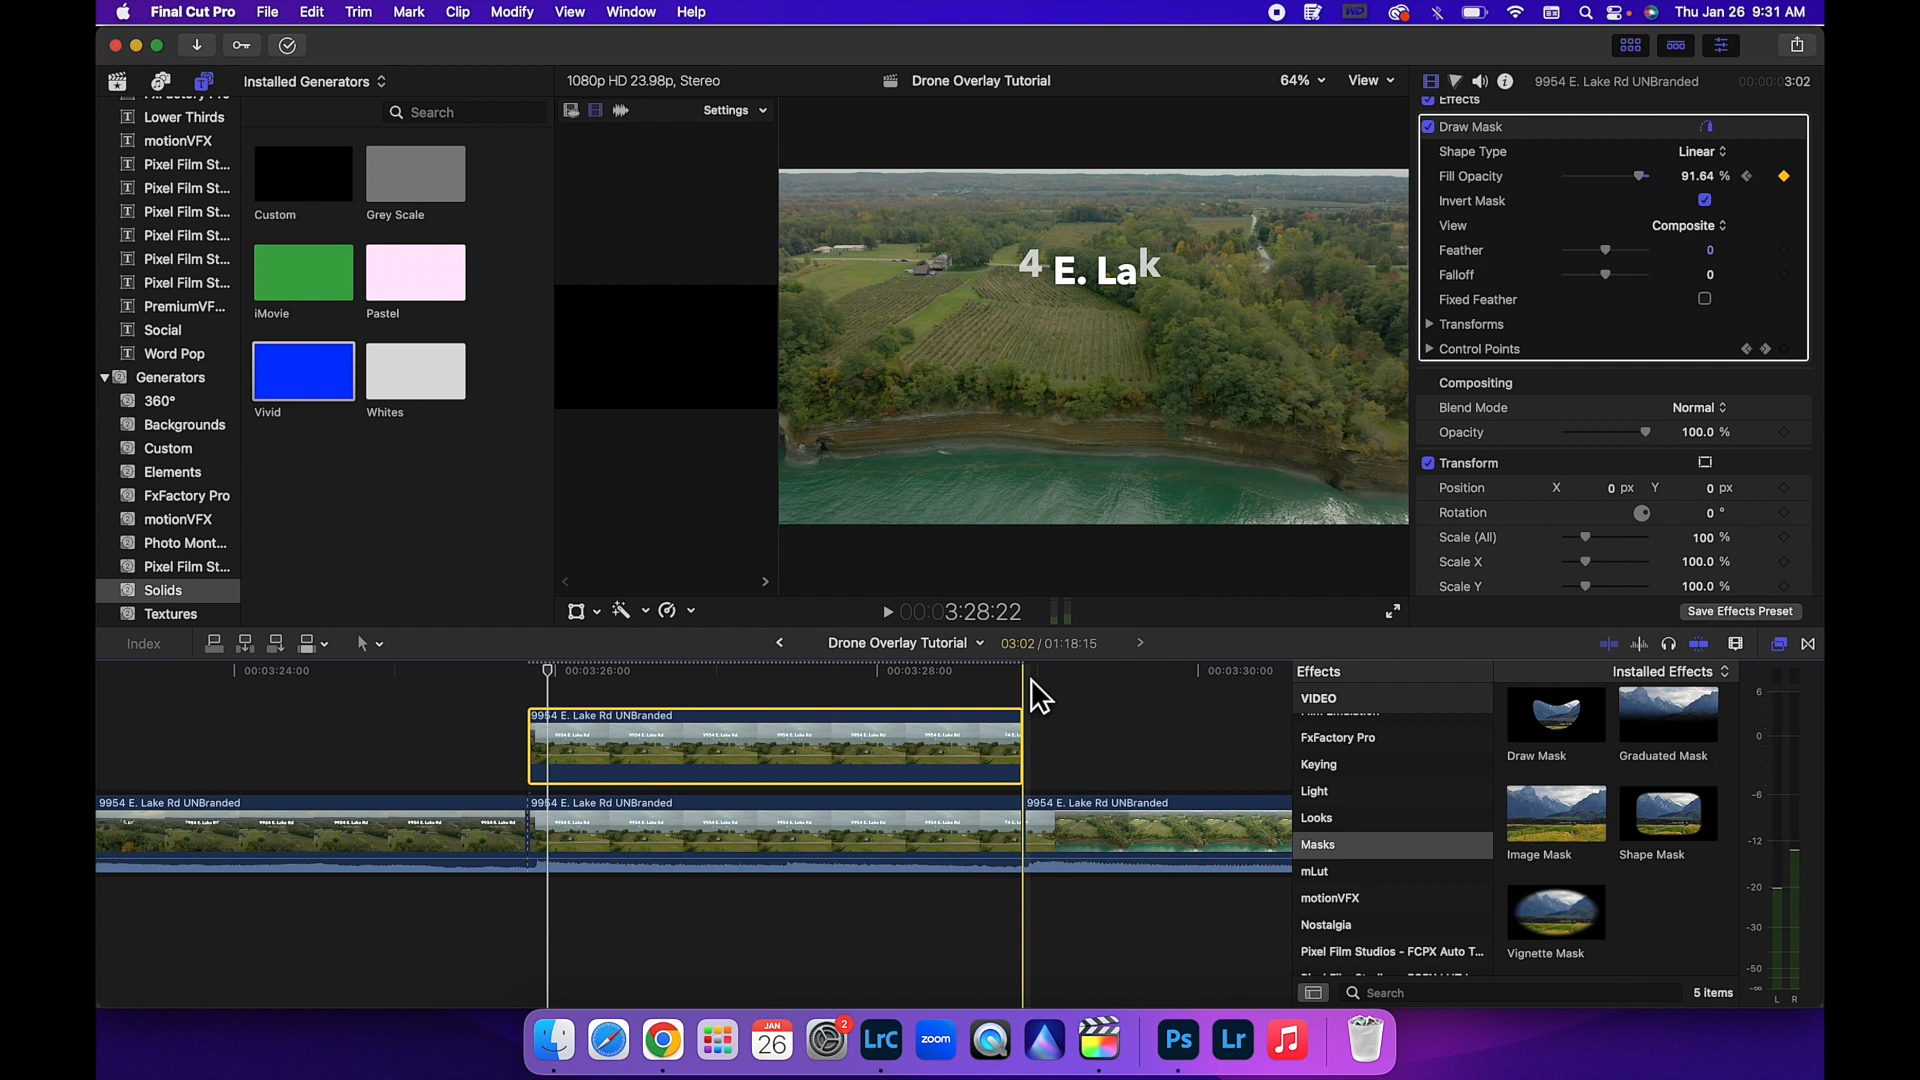 Final Cut Pro File Edit Trim Mark Clip Modify View Window Help
Thu Jan 26 9:31 AM
Installed Generators
Search
Lower Thirds
motionVFX
Pixel Film St...
Pixel Film St...
Pixel Film St...
Pixel Film St...
Pixel Film St...
Pixel Film St...
PremiumVF...
Social
Word Pop
Generators
360°
Backgrounds
Custom
Elements
FxFactory Pro
motionVFX
Photo Mont...
Pixel Film St...
Solids
Textures
Custom
Grey Scale
iMovie
Pastel
Vivid
Whites
1080p HD 23.98p, Stereo
Drone Overlay Tutorial
64%
View
Settings
4 E. Lak
00:00:03:28:22
9954 E. Lake Rd UNBranded
00:00:03:02
Effects
Draw Mask
Shape Type Linear
Fill Opacity 91.64 %
Invert Mask
View Composite
Feather 0
Falloff 0
Fixed Feather
Transforms
Control Points
Compositing
Blend Mode Normal
Opacity 100.0 %
Transform
Position X 0 px Y 0 px
Rotation 0 °
Scale (All) 100 %
Scale X 100.0 %
Scale Y 100.0 %
Save Effects Preset
Index
Drone Overlay Tutorial
03:02 / 01:18:15
00:03:24:00
00:03:26:00
00:03:28:00
00:03:30:00
9954 E. Lake Rd UNBranded
9954 E. Lake Rd UNBranded
9954 E. Lake Rd UNBranded
9954 E. Lake Rd UNBranded
Effects
Installed Effects
VIDEO
FxFactory Pro
Keying
Light
Looks
Masks
mLut
motionVFX
Nostalgia
Pixel Film Studios - FCPX Auto T...
Draw Mask
Graduated Mask
Image Mask
Shape Mask
Vignette Mask
Search
5 items
6
0
-6
-12
-20
-30
-50
-∞
L R
JAN
26
2
LrC
zoom
Ps
Lr